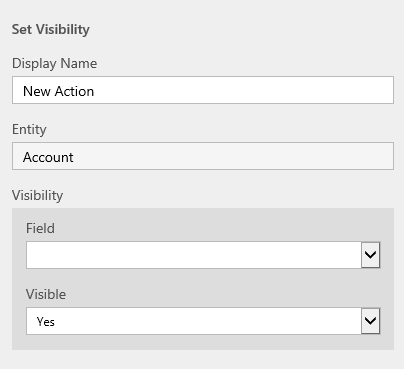 Set Visibility
Display Name
New Action
Entity
Account
Visibility
Field
Visible
Yes